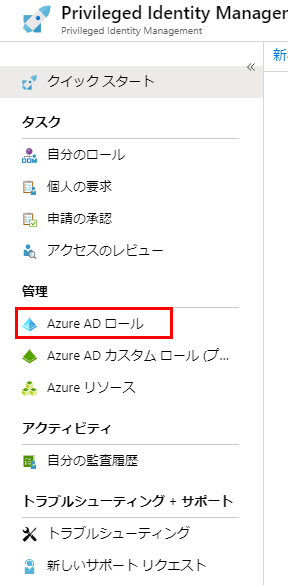 Privileged Identity Manager
Privileged Identity Management
«
新
クイック スタート
タスク
自分のロール
個人の要求
申請の承認
アクセスのレビュー
管理
Azure AD ロール
Azure AD カスタム ロール (プ...
Azure リソース
アクティビティ
自分の監査履歴
トラブルシューティング + サポート
トラブルシューティング
新しいサポート リクエスト